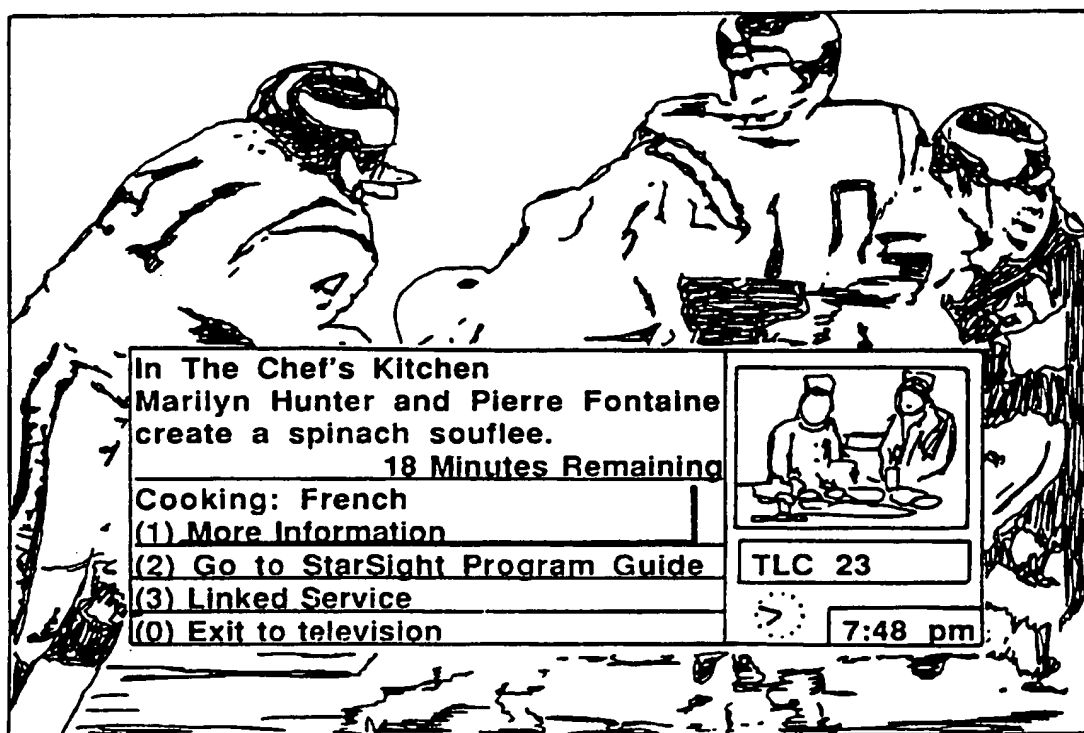 In The Chef's Kitchen
Marilyn Hunter and Pierre Fontaine
create a spinach souflee.
18 Minutes Remaining
Cooking: French
(1) More Information
(2) Go to StarSight Program Guide
(3) Linked Service
(0) Exit to television
TLC 23
7:48 pm